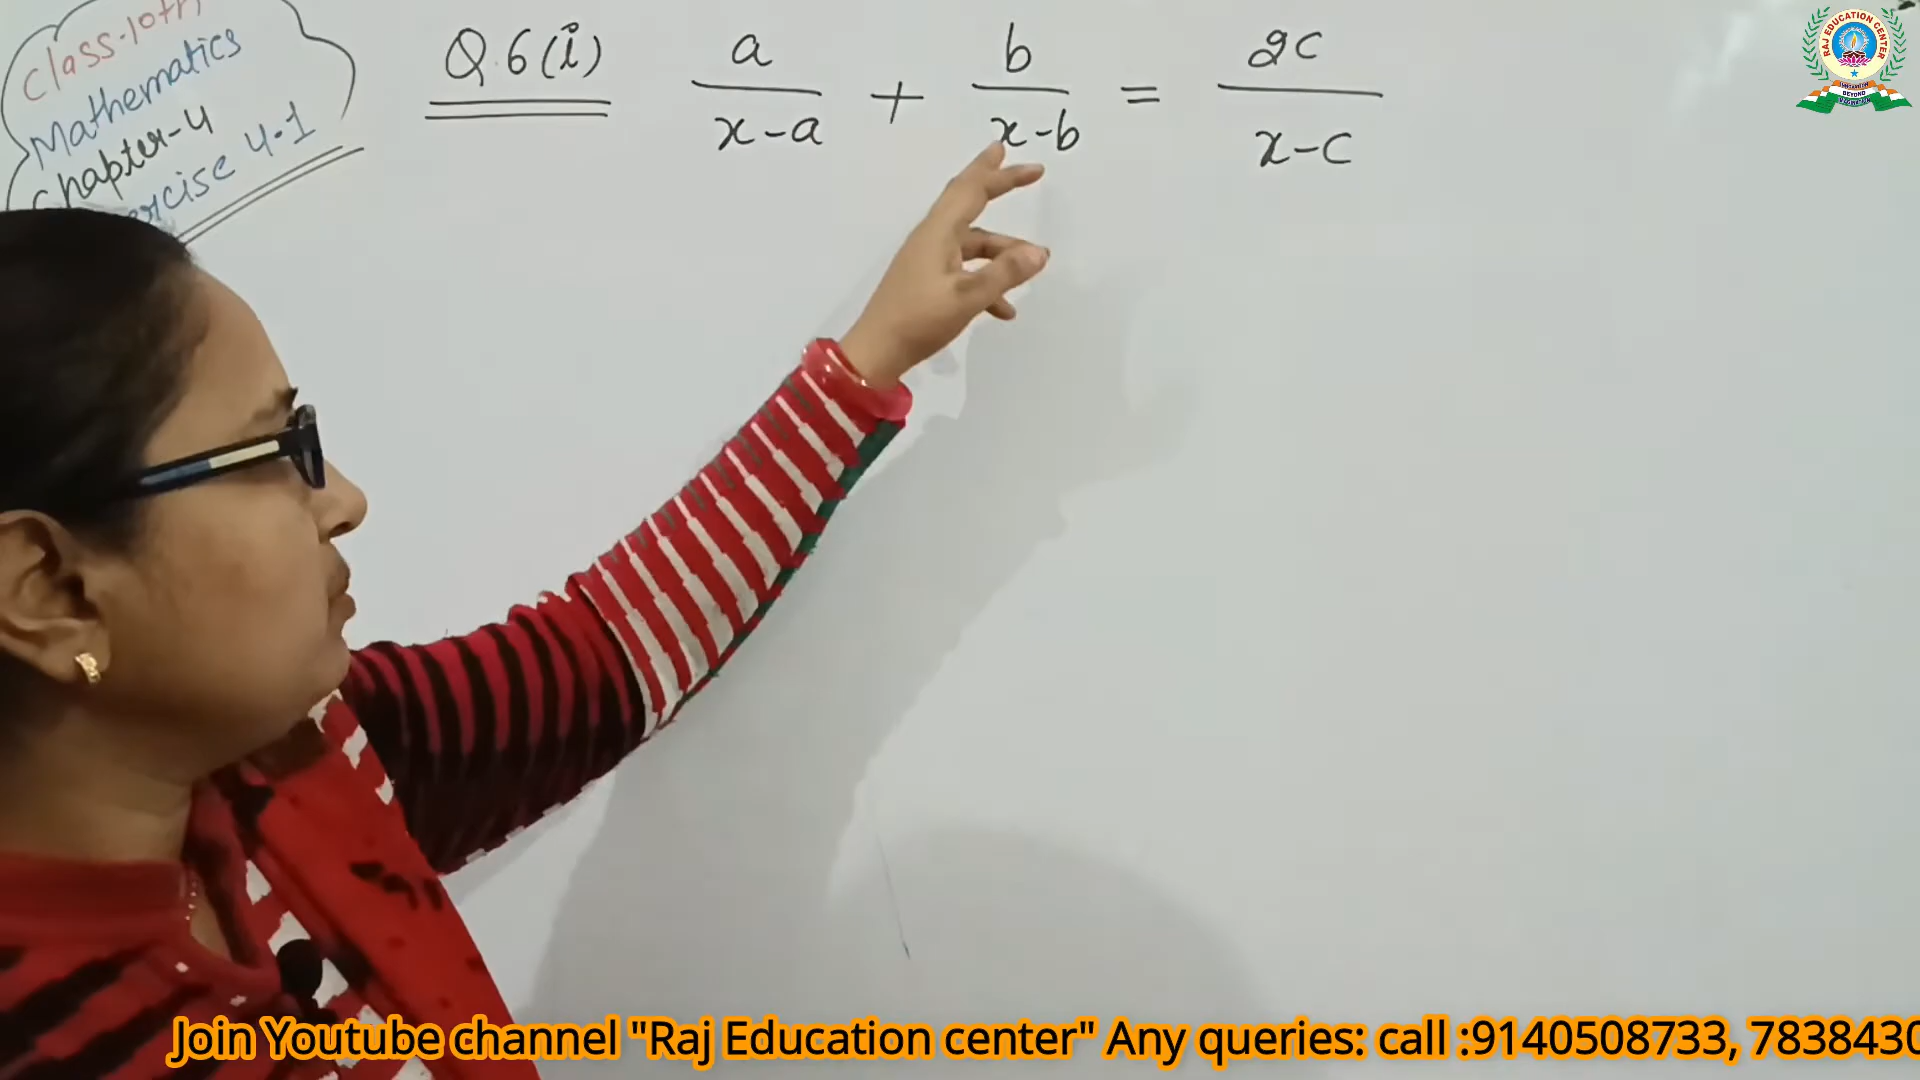 Class-10th
Mathematics
Chapter-4
ercise 4.1
Q.6(i) a/(x-a) + b/(x-b) = 2c/(x-c)
RAJ EDUCATION CENTER
Join Youtube channel "Raj Education center" Any queries: call :9140508733, 7838430